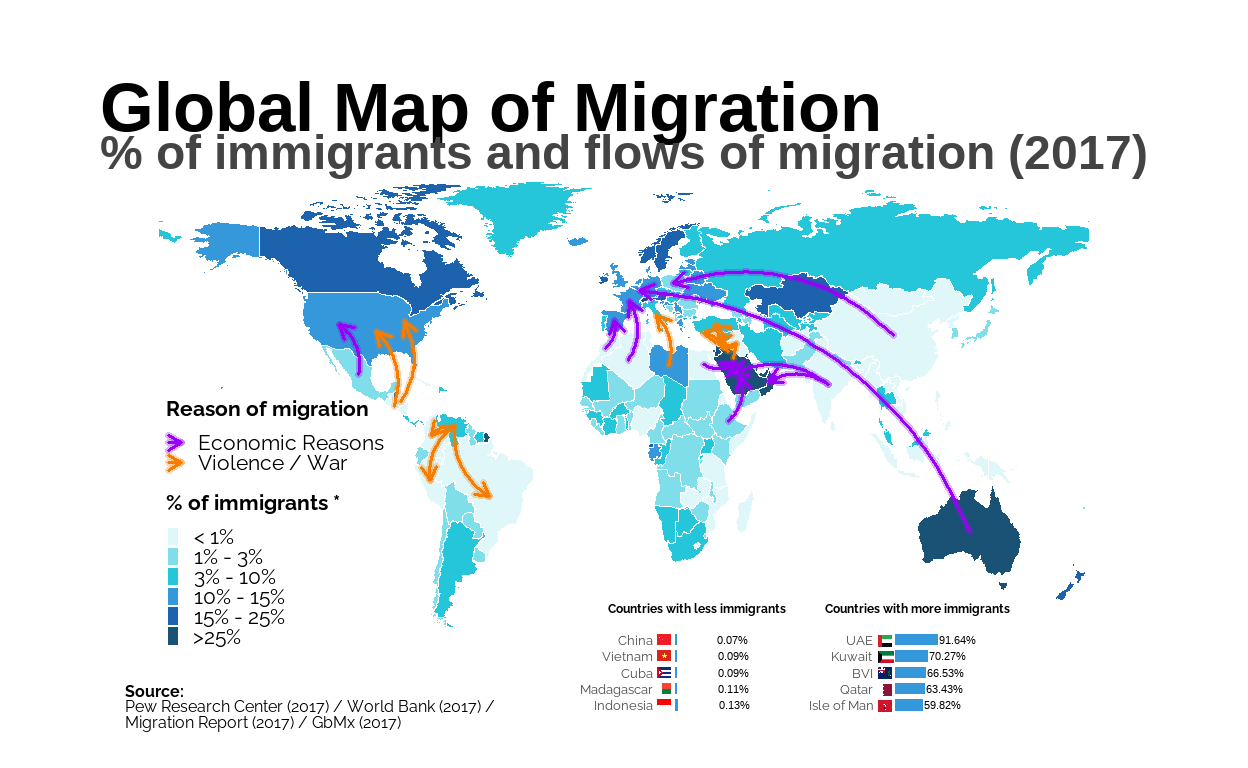 Global Map of Migration
% of immigrants and flows of migration (2017)
Reason of migration
Economic Reasons
Violence / War
% of immigrants *
< 1%
1% - 3%
3% - 10%
10% - 15%
15% - 25%
>25%
Countries with less immigrants
China 0.07%
Vietnam 0.09%
Cuba 0.09%
Madagascar 0.11%
Indonesia 0.13%
Countries with more immigrants
UAE 91.64%
Kuwait 70.27%
BVI 66.53%
Qatar 63.43%
Isle of Man 59.82%
Source:
Pew Research Center (2017) / World Bank (2017) /
Migration Report (2017) / GbMx (2017)